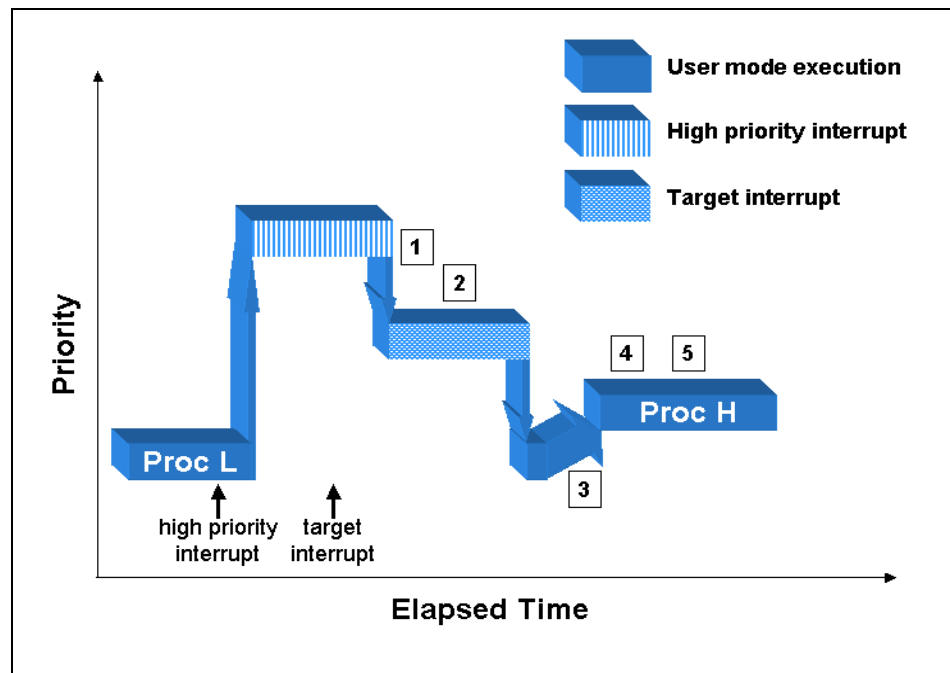 User mode execution
High priority interrupt
Target interrupt
1
2
4
5
Priority
Proc H
Proc L
3
high priority
interrupt
target
interrupt
Elapsed Time